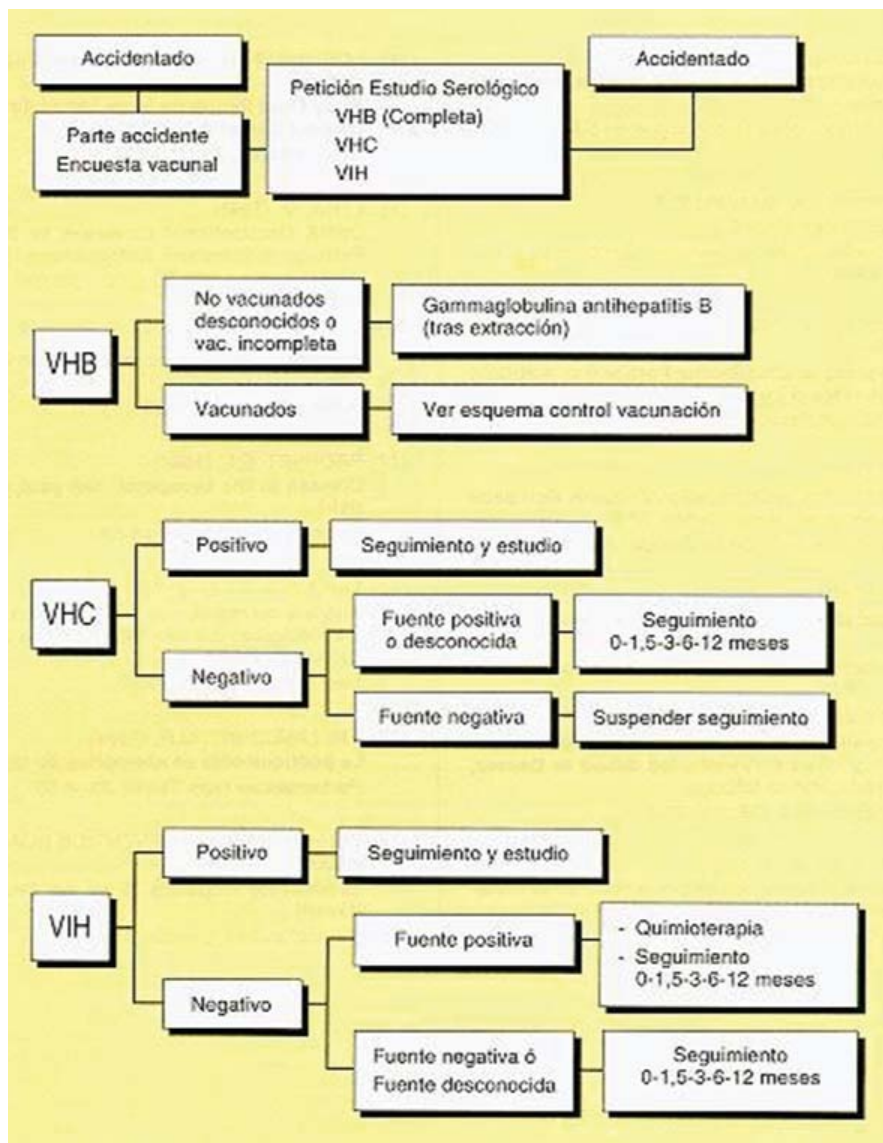 Accidentado
Accidentado
Petición Estudio Serológico
VHB (Completa)
VHC
VIH
Parte accidente
Encuesta vacunal
VHB
No vacunados
desconocidos o
vac. incompleta
Gammaglobulina antihepatitis B
(tras extracción)
Vacunados
Ver esquema control vacunación
VHC
Positivo
Seguimiento y estudio
Negativo
Fuente positiva
o desconocida
Seguimiento
0-1,5-3-6-12 meses
Fuente negativa
Suspender seguimiento
VIH
Positivo
Seguimiento y estudio
Negativo
Fuente positiva
- Quimioterapia
- Seguimiento
0-1,5-3-6-12 meses
Fuente negativa ó
Fuente desconocida
Seguimiento
0-1,5-3-6-12 meses